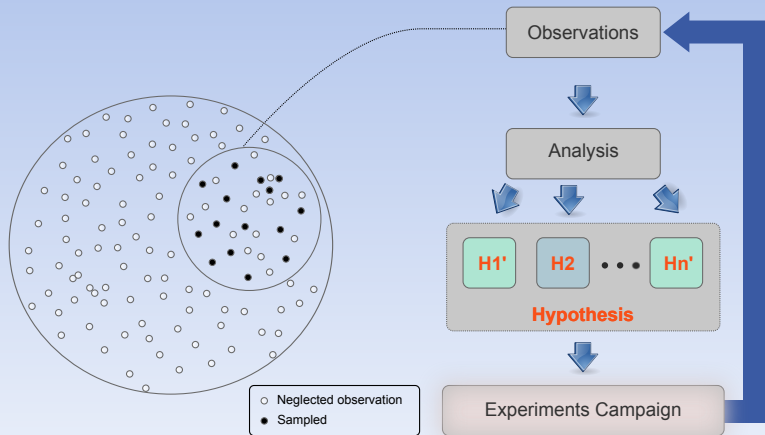 Observations
Analysis
H1' H2 • • • Hn'
Hypothesis
Experiments Campaign
Neglected observation
Sampled